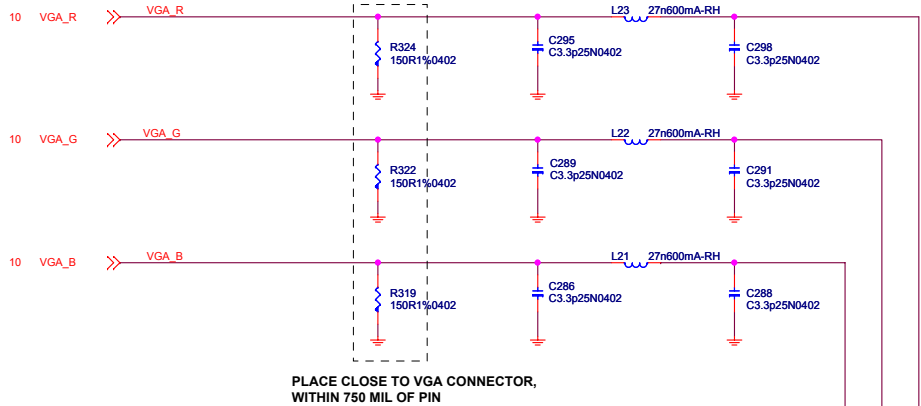 10 VGA_R VGA_R L23 27n600mA-RH
R324
150R1%0402
C295
C3.3p25N0402
C298
C3.3p25N0402
10 VGA_G VGA_G L22 27n600mA-RH
R322
150R1%0402
C289
C3.3p25N0402
C291
C3.3p25N0402
10 VGA_B VGA_B L21 27n600mA-RH
R319
150R1%0402
C286
C3.3p25N0402
C288
C3.3p25N0402
PLACE CLOSE TO VGA CONNECTOR,
WITHIN 750 MIL OF PIN